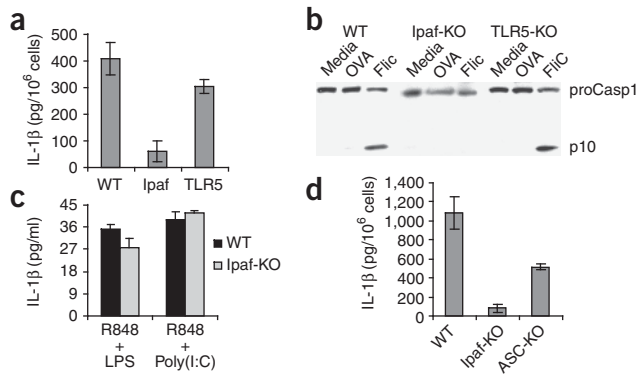 a
IL-1β (pg/10⁶ cells)
500
400
300
200
100
0
WT Ipaf TLR5
b
WT Ipaf-KO TLR5-KO
Media OVA Flic Media OVA Flic Media OVA FliC
proCasp1
p10
c
IL-1β (pg/ml)
45
36
27
18
9
0
WT
Ipaf-KO
R848 R848
+ +
LPS Poly(I:C)
d
IL-1β (pg/10⁶ cells)
1,400
1,200
1,000
800
600
400
200
0
WT Ipaf-KO ASC-KO